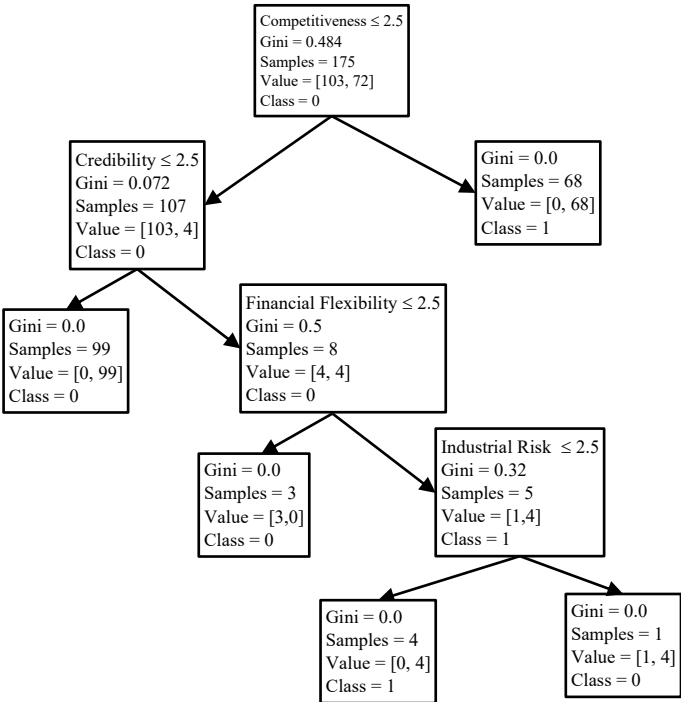 Competitiveness ≤ 2.5
Gini = 0.484
Samples = 175
Value = [103, 72]
Class = 0
Credibility ≤ 2.5
Gini = 0.072
Samples = 107
Value = [103, 4]
Class = 0
Gini = 0.0
Samples = 68
Value = [0, 68]
Class = 1
Gini = 0.0
Samples = 99
Value = [0, 99]
Class = 0
Financial Flexibility ≤ 2.5
Gini = 0.5
Samples = 8
Value = [4, 4]
Class = 0
Gini = 0.0
Samples = 3
Value = [3,0]
Class = 0
Industrial Risk ≤ 2.5
Gini = 0.32
Samples = 5
Value = [1,4]
Class = 1
Gini = 0.0
Samples = 4
Value = [0, 4]
Class = 1
Gini = 0.0
Samples = 1
Value = [1, 4]
Class = 0